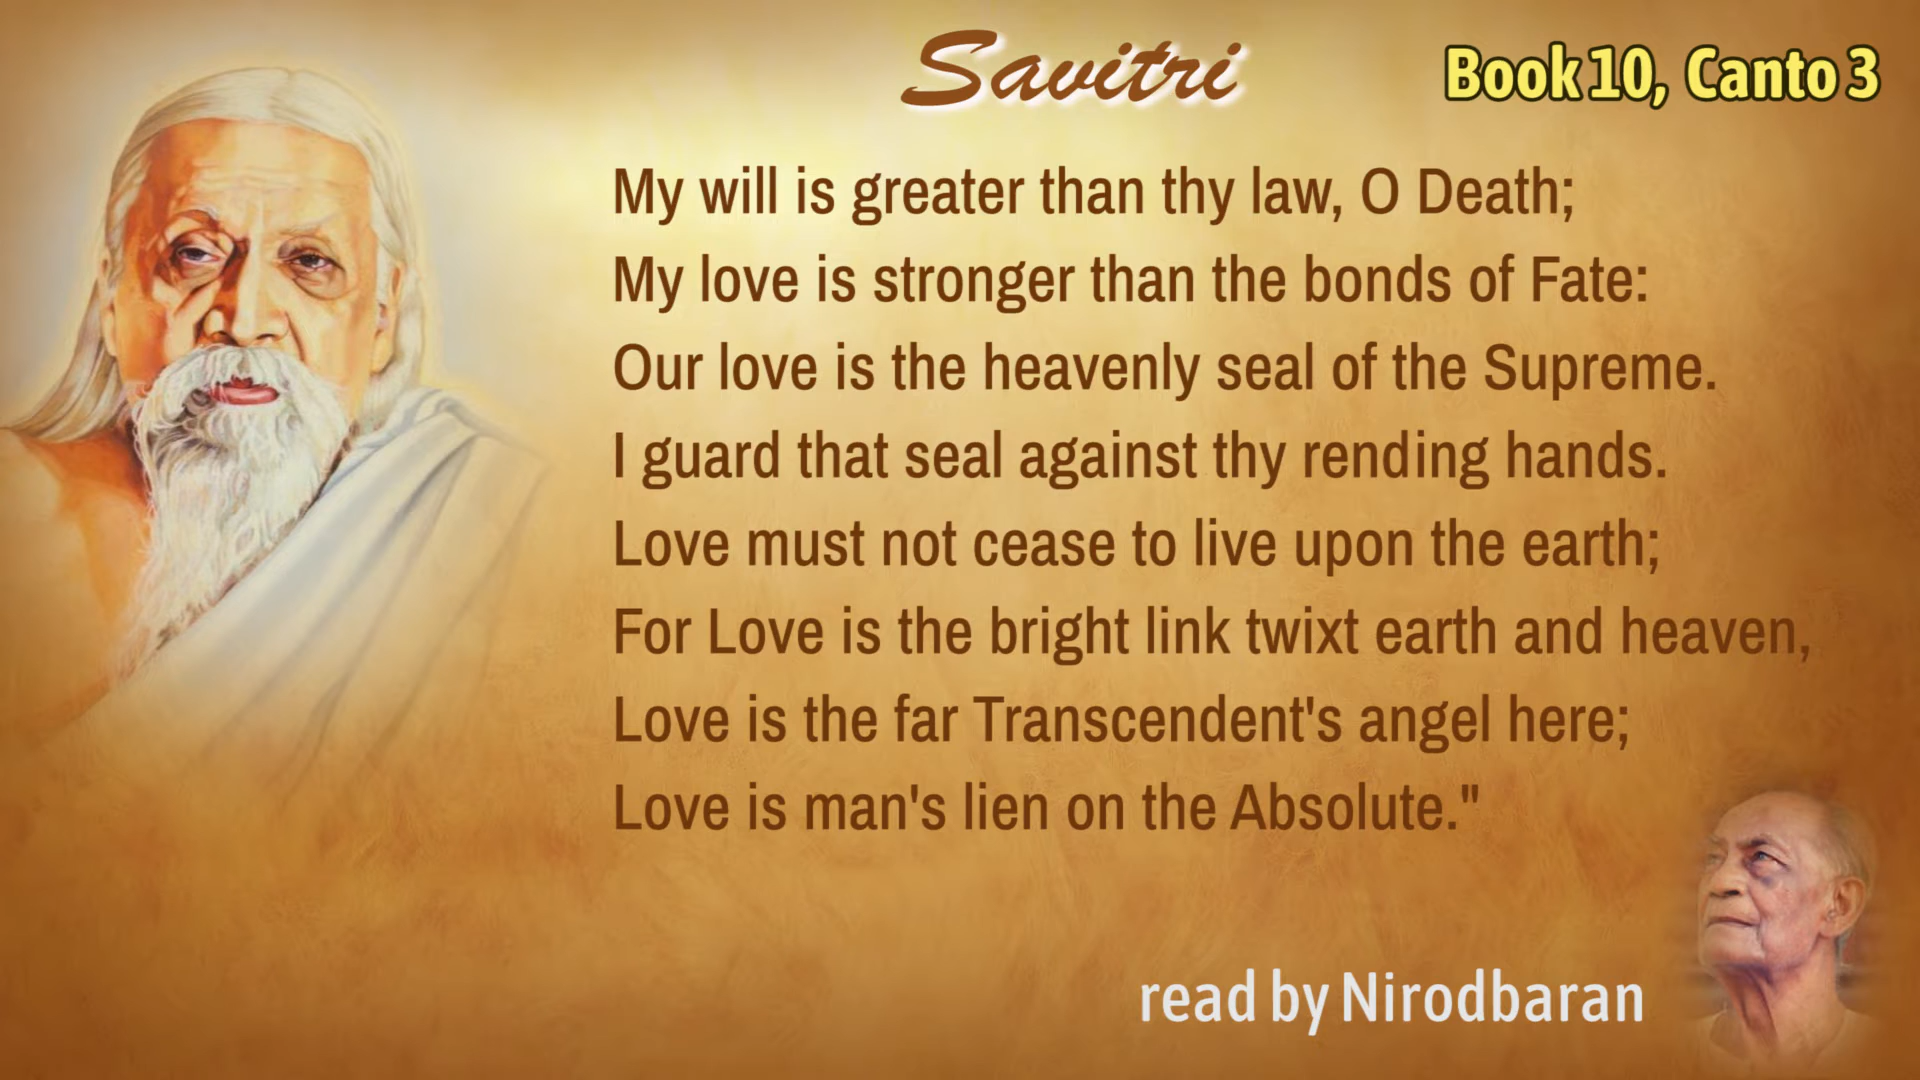 Savitri
Book 10, Canto 3
My will is greater than thy law, O Death;
My love is stronger than the bonds of Fate:
Our love is the heavenly seal of the Supreme.
I guard that seal against thy rending hands.
Love must not cease to live upon the earth;
For Love is the bright link twixt earth and heaven,
Love is the far Transcendent's angel here;
Love is man's lien on the Absolute."
read by Nirodbaran